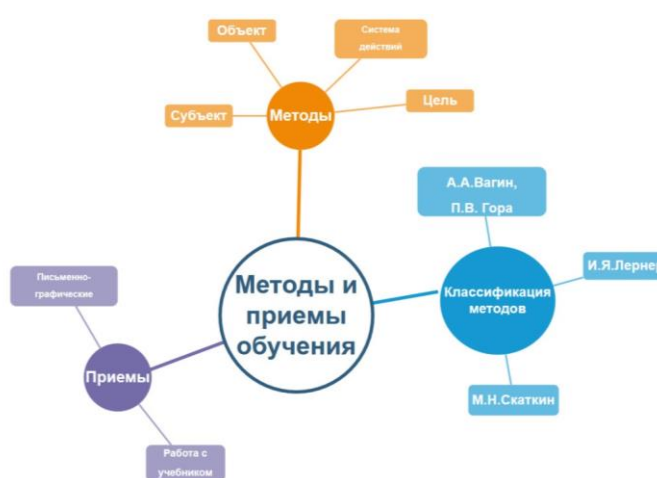 Объект
Система
действий
Субъект
Методы
Цель
А.А.Вагин,
П.В. Гора
И.Я.Лернер
Классификация
методов
М.Н.Скаткин
Методы и
приемы
обучения
Письменно-
графические
Приемы
Работа с
учебником